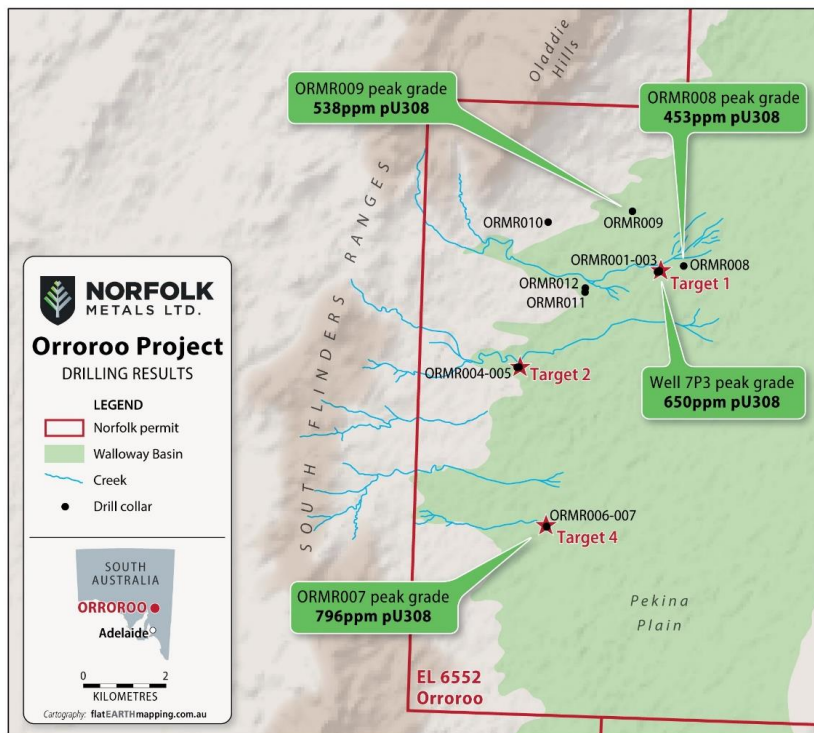 Oladdie
Hills
ORMR009 peak grade
538ppm pU308
ORMR008 peak grade
453ppm pU308
SOUTH FLINDERS RANGES
ORMR010
ORMR009
ORMR001-003
ORMR008
Target 1
ORMR012
ORMR011
ORMR004-005
Target 2
Well 7P3 peak grade
650ppm pU308
ORMR006-007
Target 4
ORMR007 peak grade
796ppm pU308
Pekina
Plain
EL 6552
Orroroo
NORFOLK
METALS LTD.
Orroroo Project
DRILLING RESULTS
LEGEND
Norfolk permit
Walloway Basin
Creek
Drill collar
SOUTH
AUSTRALIA
ORROROO
Adelaide
0 2
KILOMETRES
Cartography: flatEARTHmapping.com.au